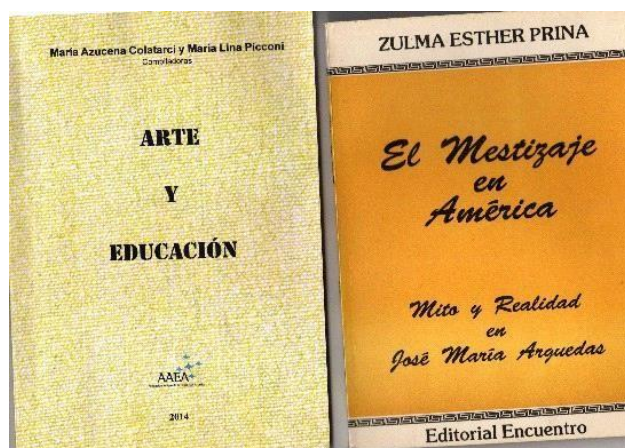 María Azucena Colatarci y María Lina Picconi
Compiladoras
ARTE
Y
EDUCACIÓN
AAEA
2014
ZULMA ESTHER PRINA
El Mestizaje
en
América
Mito y Realidad
en
José María Arguedas
Editorial Encuentro